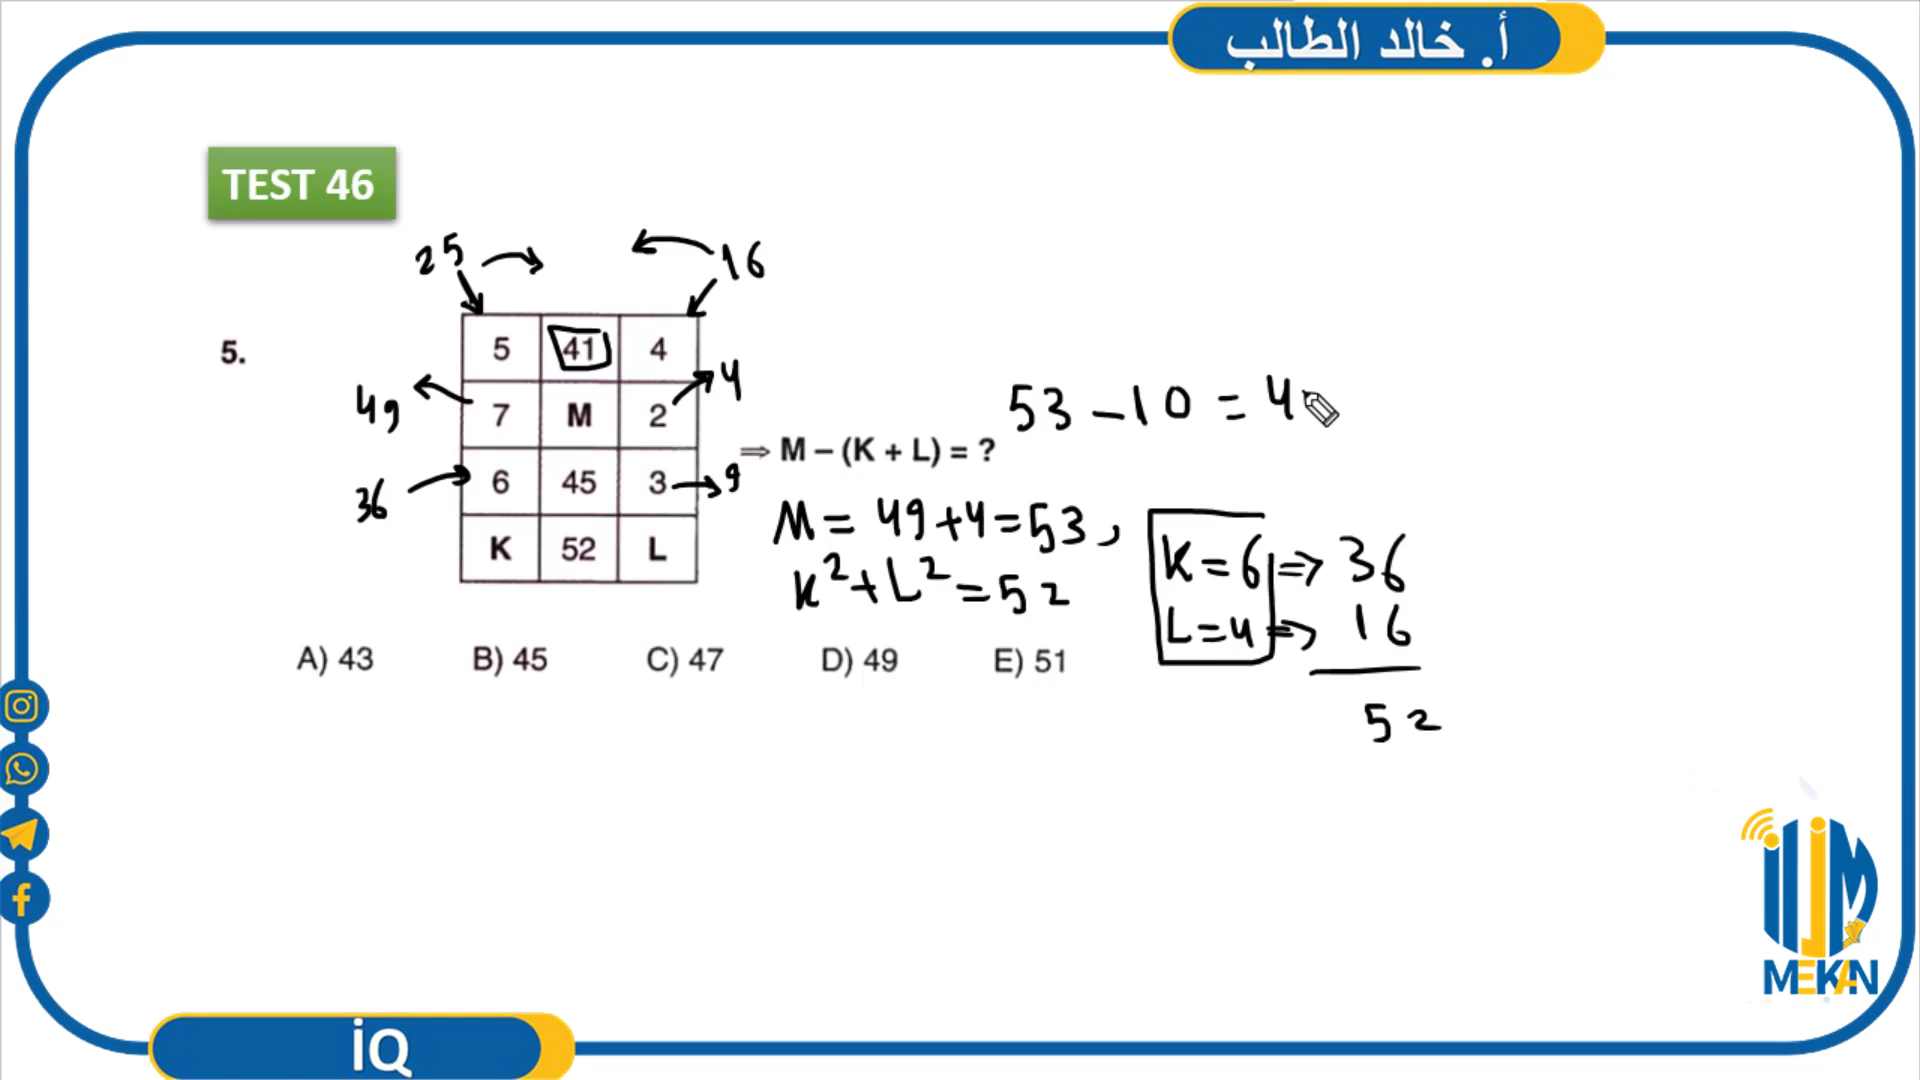 أ. خالد الطالب
TEST 46
25 16
5.
5 41 4
49 7 M 2 4
36 6 45 3 9
K 52 L
⇒ M – (K + L) = ?
53 – 10 = 4
M = 49 + 4 = 53 ,
K² + L² = 52
K = 6 ⇒ 36
L = 4 ⇒ 16
52
A) 43 B) 45 C) 47 D) 49 E) 51
MEKAN
İQ